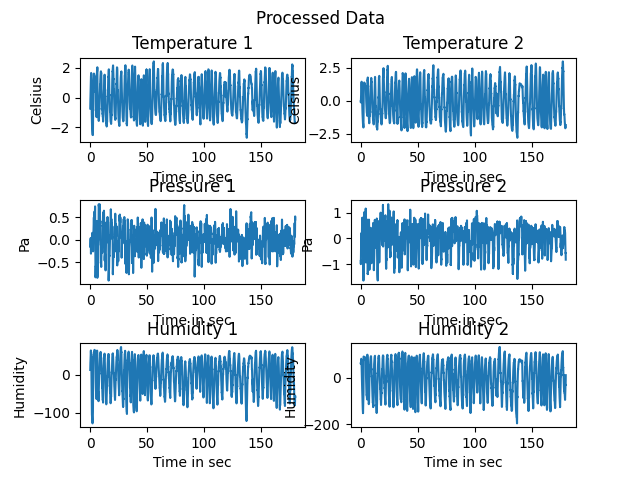 Processed Data
Temperature 1 Temperature 2
Celsius
2
0
−2
0 50 100 150
Time in sec
Celsius
2.5
0.0
−2.5
0 50 100 150
Time in sec
Pressure 1 Pressure 2
Pa
0.5
0.0
−0.5
0 50 100 150
Time in sec
Pa
1
0
−1
0 50 100 150
Time in sec
Humidity 1 Humidity 2
Humidity
0
−100
0 50 100 150
Time in sec
Humidity
0
−200
0 50 100 150
Time in sec